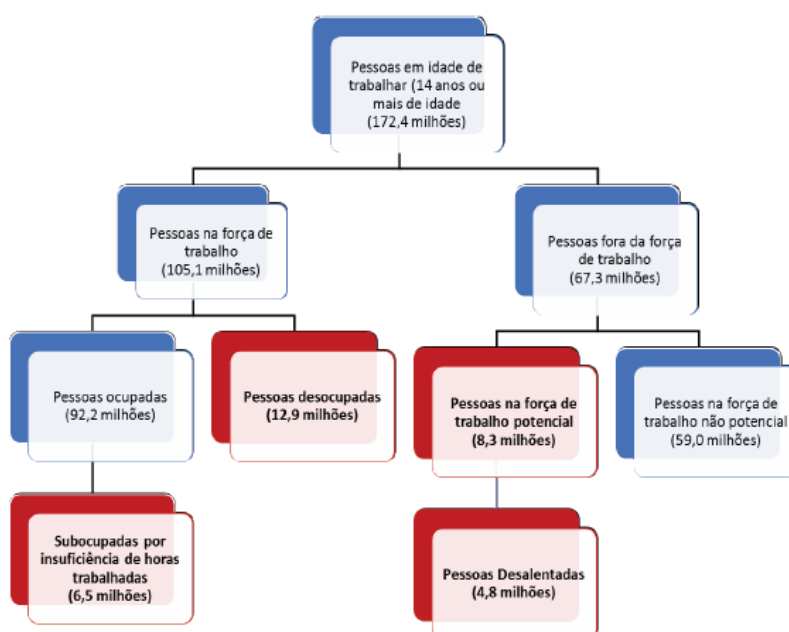 Pessoas em idade de
trabalhar (14 anos ou
mais de idade
(172,4 milhões)
Pessoas na força de
trabalho
(105,1 milhões)
Pessoas fora da força
de trabalho
(67,3 milhões)
Pessoas ocupadas
(92,2 milhões)
Pessoas desocupadas
(12,9 milhões)
Pessoas na força de
trabalho potencial
(8,3 milhões)
Pessoas na força de
trabalho não potencial
(59,0 milhões)
Subocupadas por
insuficiência de horas
trabalhadas
(6,5 milhões)
Pessoas Desalentadas
(4,8 milhões)